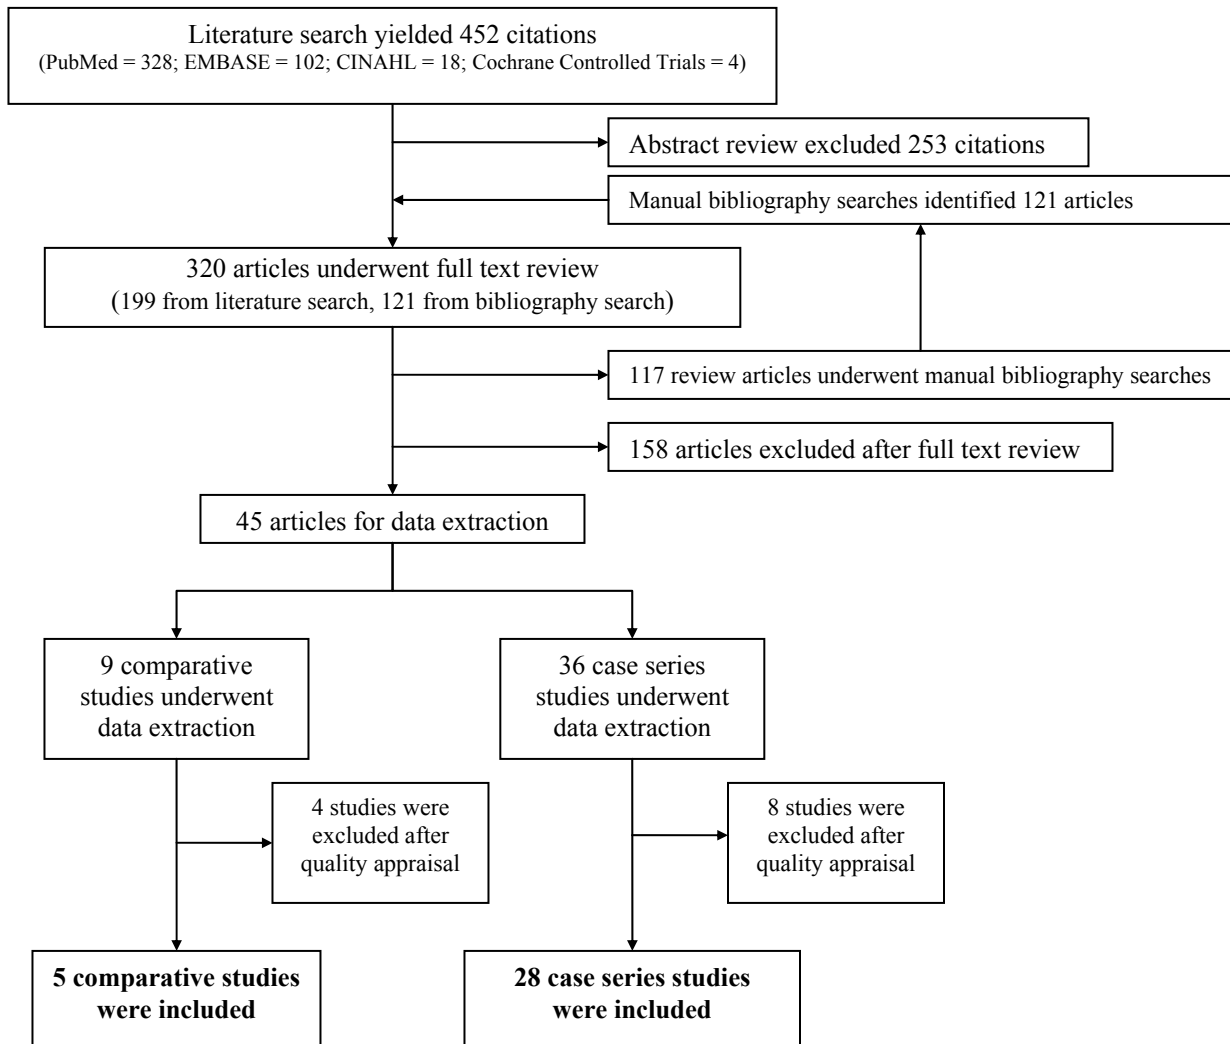 Literature search yielded 452 citations
(PubMed = 328; EMBASE = 102; CINAHL = 18; Cochrane Controlled Trials = 4)
Abstract review excluded 253 citations
Manual bibliography searches identified 121 articles
320 articles underwent full text review
(199 from literature search, 121 from bibliography search)
117 review articles underwent manual bibliography searches
158 articles excluded after full text review
45 articles for data extraction
9 comparative
studies underwent
data extraction
36 case series
studies underwent
data extraction
4 studies were
excluded after
quality appraisal
8 studies were
excluded after
quality appraisal
5 comparative studies
were included
28 case series studies
were included